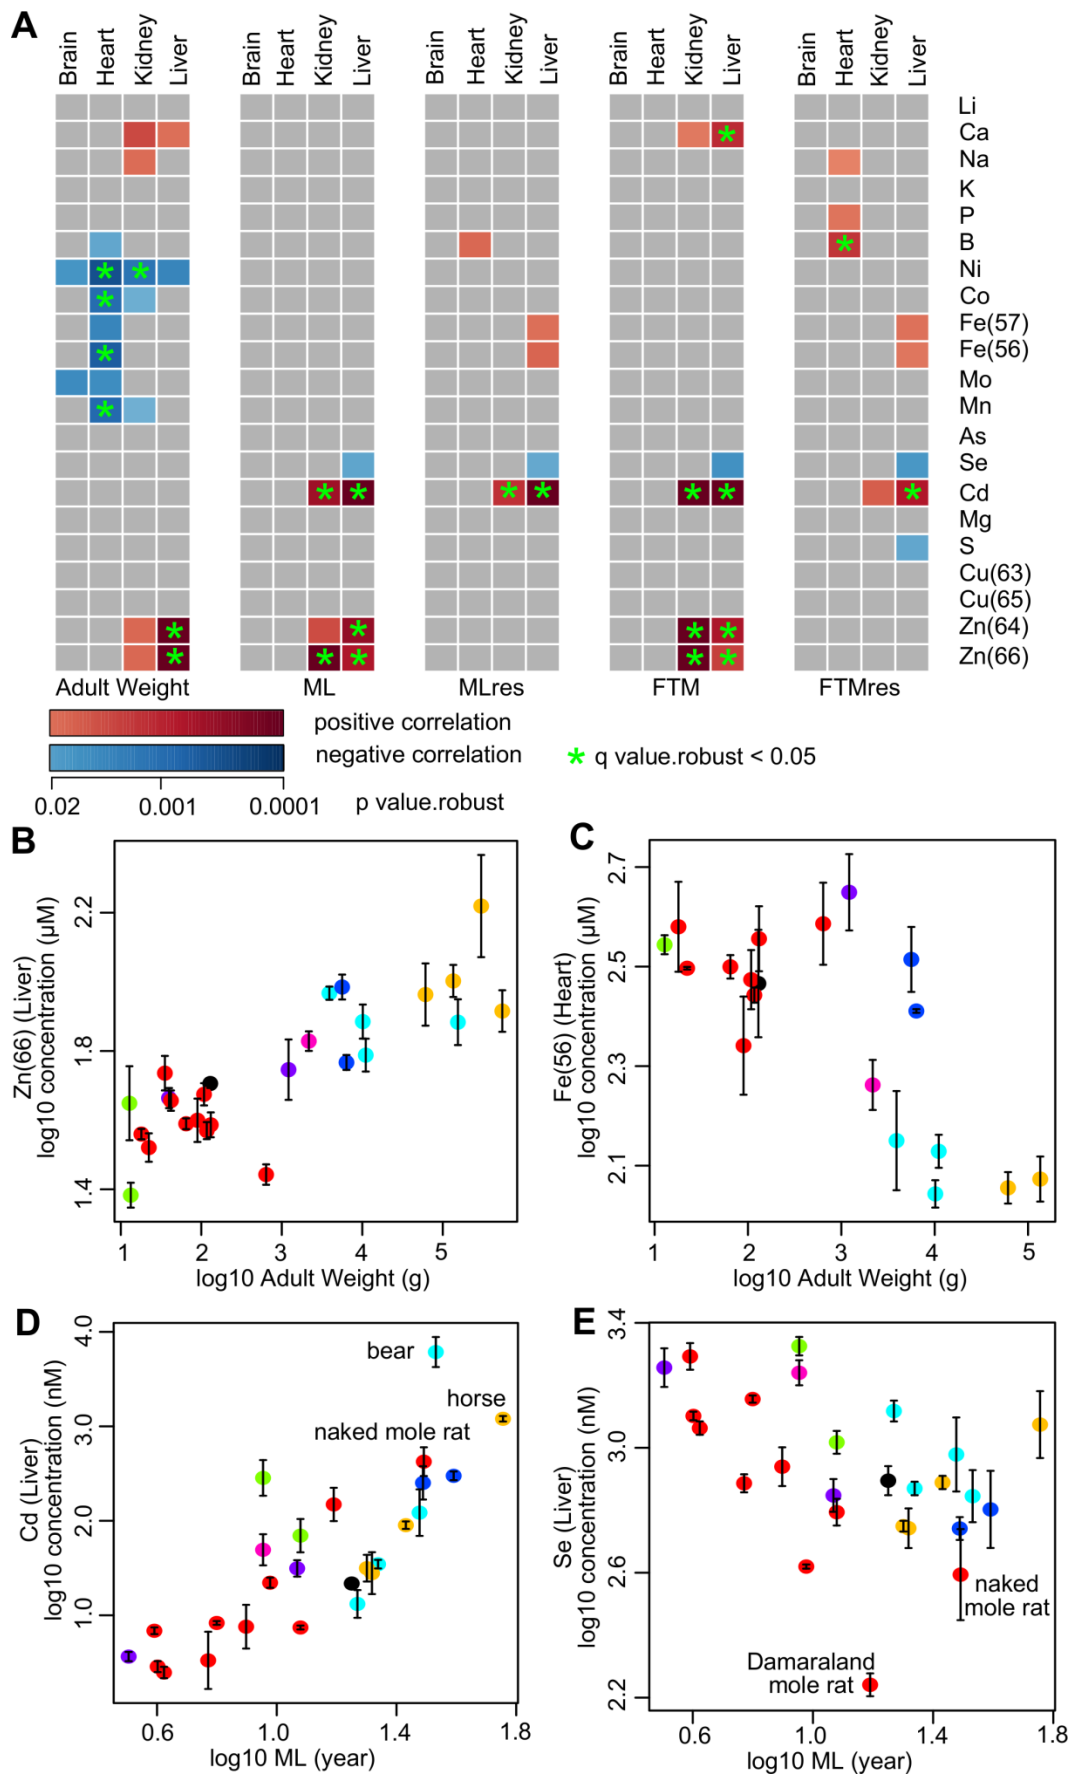 A
Brain Heart Kidney Liver Brain Heart Kidney Liver Brain Heart Kidney Liver Brain Heart Kidney Liver Brain Heart Kidney Liver
Li
Ca
*
Na
K
P
B
*
Ni
* *
Co
*
Fe(57)
Fe(56)
*
Mo
Mn
*
As
Se
Cd
* * * * * * *
Mg
S
Cu(63)
Cu(65)
Zn(64)
* * * *
Zn(66)
* * * * *
Adult Weight ML MLres FTM FTMres
positive correlation
negative correlation
* q value.robust < 0.05
0.02 0.001 0.0001 p value.robust
B
Zn(66) (Liver)
log10 concentration (µM)
2.2
1.8
1.4
1 2 3 4 5
log10 Adult Weight (g)
C
Fe(56) (Heart)
log10 concentration (µM)
2.7
2.5
2.3
2.1
1 2 3 4 5
log10 Adult Weight (g)
D
Cd (Liver)
log10 concentration (nM)
4.0
3.0
2.0
1.0
bear
horse
naked mole rat
0.6 1.0 1.4 1.8
log10 ML (year)
E
Se (Liver)
log10 concentration (nM)
3.4
3.0
2.6
2.2
naked
mole rat
Damaraland
mole rat
0.6 1.0 1.4 1.8
log10 ML (year)